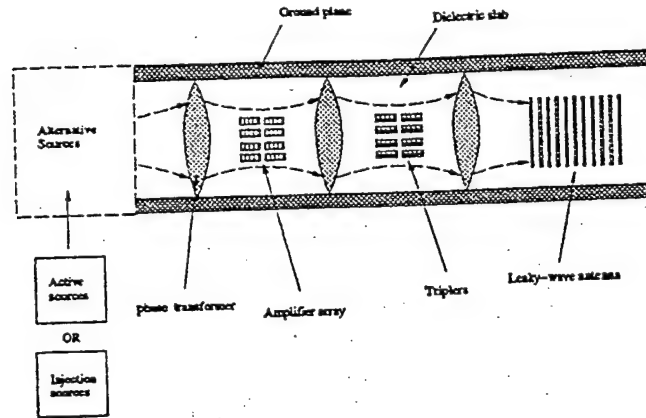 Ground plane
Dielectric slab
Alternative
Sources
Active
sources
OR
Injection
sources
phase transformer
Amplifier array
Triplers
Leaky-wave antenna